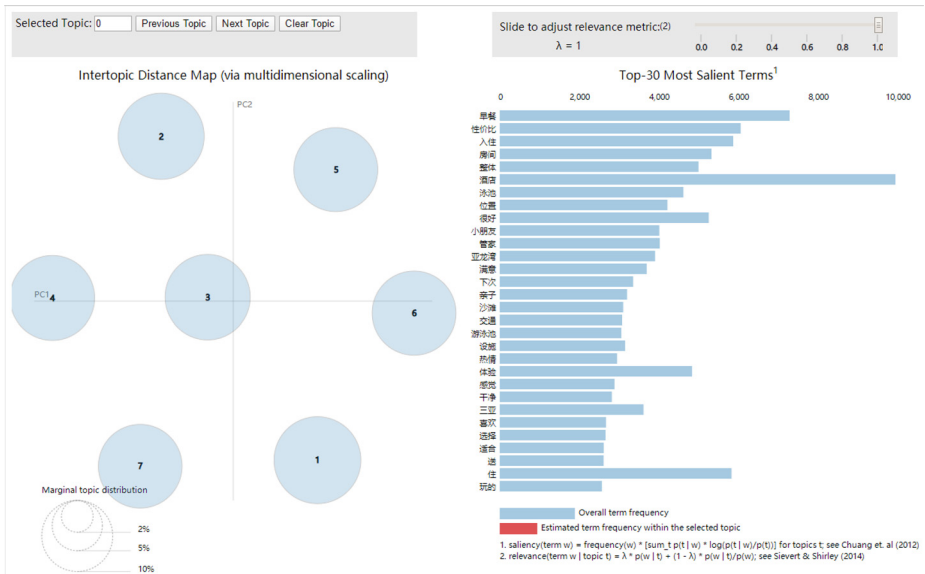 Selected Topic: 0 Previous Topic Next Topic Clear Topic
Slide to adjust relevance metric:(2)
λ = 1
0.0 0.2 0.4 0.6 0.8 1.0
Intertopic Distance Map (via multidimensional scaling)
PC2
PC1
2
5
4
3
6
7
1
Marginal topic distribution
2%
5%
10%
Top-30 Most Salient Terms1
0 2,000 4,000 6,000 8,000 10,000
早餐
性价比
入住
房间
整体
酒店
泳池
位置
很好
小朋友
管家
亚龙湾
满意
下次
亲子
沙滩
交通
游泳池
设施
热情
体验
感觉
干净
三亚
喜欢
选择
适合
送
住
玩的
Overall term frequency
Estimated term frequency within the selected topic
1. saliency(term w) = frequency(w) * [sum_t p(t | w) * log(p(t | w)/p(t))] for topics t; see Chuang et. al (2012)
2. relevance(term w | topic t) = λ * p(w | t) + (1 - λ) * p(w | t)/p(w); see Sievert & Shirley (2014)